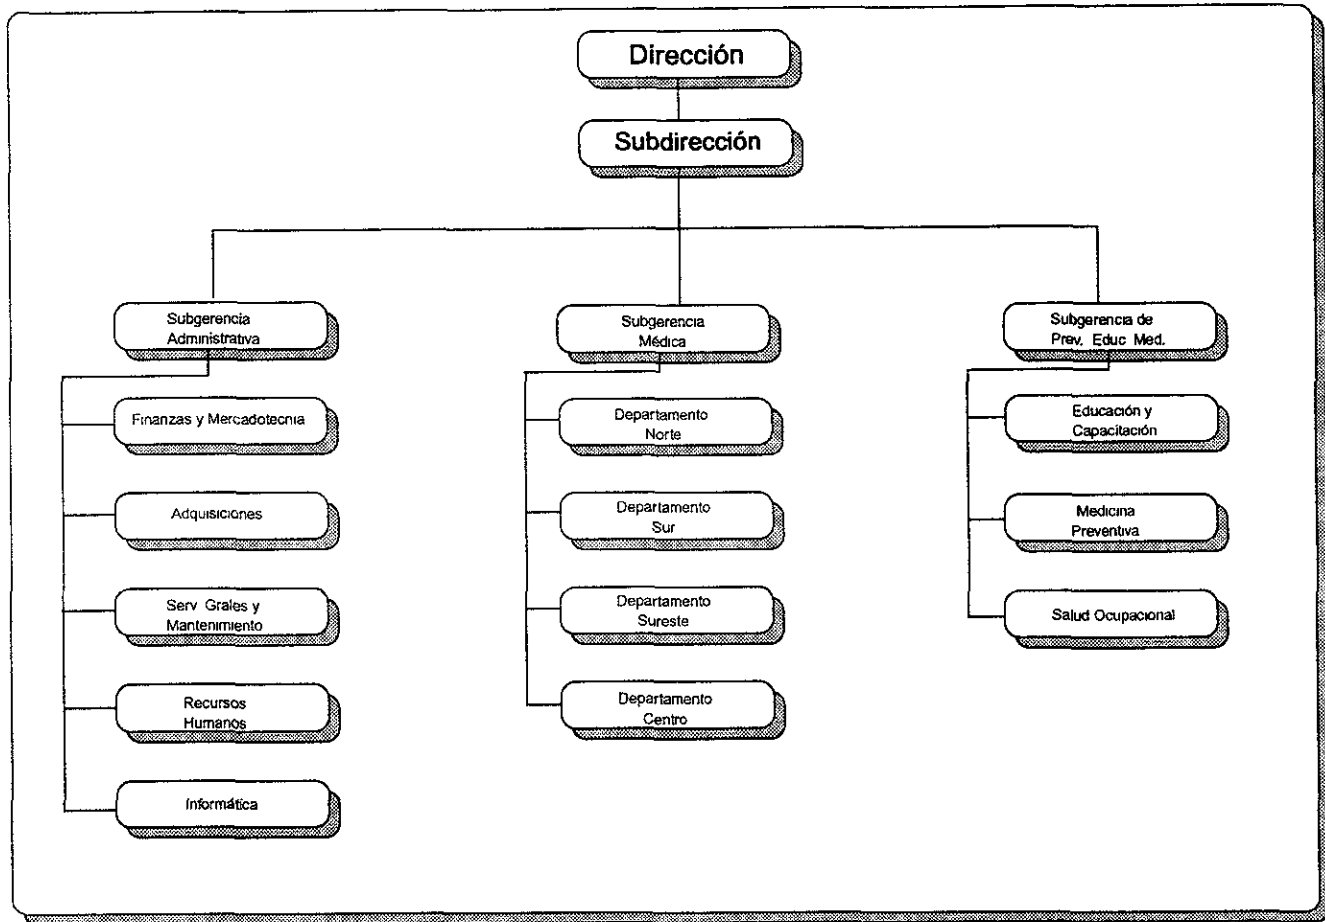 Dirección
Subdirección
Subgerencia
Administrativa
Finanzas y Mercadotecnia
Adquisiciones
Serv Grales y
Mantenimiento
Recursos
Humanos
Informática
Subgerencia
Médica
Departamento
Norte
Departamento
Sur
Departamento
Sureste
Departamento
Centro
Subgerencia de
Prev. Educ Med.
Educación y
Capacitación
Medicina
Preventiva
Salud Ocupacional